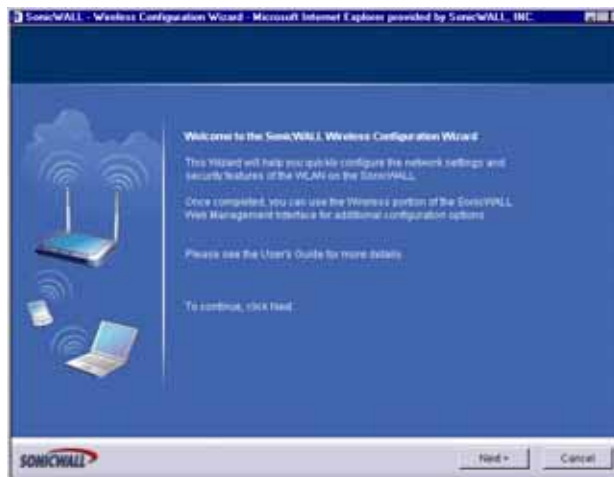 SonicWALL - Wireless Configuration Wizard - Microsoft Internet Explorer provided by SonicWALL, INC.
Welcome to the SonicWALL Wireless Configuration Wizard
This Wizard will help you quickly configure the network settings and
security features of the WLAN on the SonicWALL.
Once completed, you can use the Wireless portion of the SonicWALL
Web Management Interface for additional configuration options.
Please see the User's Guide for more details.
To continue, click Next.
SONICWALL
Next >
Cancel